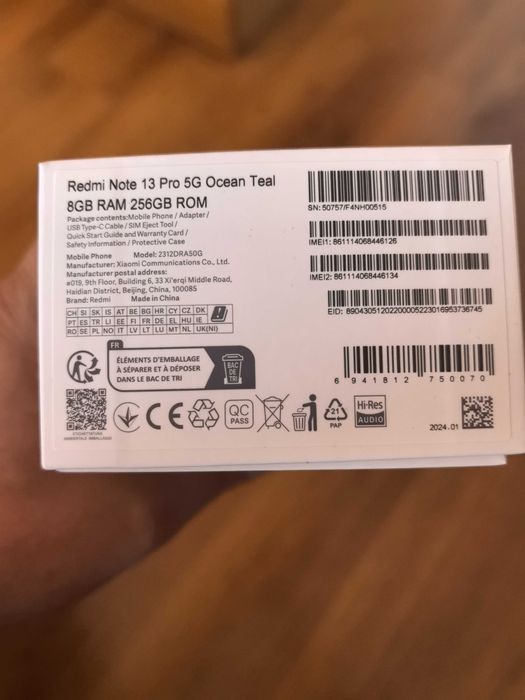 Redmi Note 13 Pro 5G Ocean Teal
8GB RAM 256GB ROM
Package contents:Mobile Phone / Adapter /
USB Type-C Cable / SIM Eject Tool /
Quick Start Guide and Warranty Card /
Safety Information / Protective Case
Mobile Phone Model: 2312DRA50G
Manufacturer: Xiaomi Communications Co., Ltd.
Manufacturer postal address:
#019, 9th Floor, Building 6, 33 Xi'erqi Middle Road,
Haidian District, Beijing, China, 100085
Brand: Redmi Made in China
CH SI SK IS AT BE BG HR CY CZ DK
PT ES TR LI EE FI FR DE EL HU IE
RO SE PL NO IT LV LT LU MT NL UK(NI)
FR
ÉLÉMENTS D'EMBALLAGE
À SÉPARER ET À DÉPOSER
DANS LE BAC DE TRI
BAC
DE
TRI
ETICHETTATURA
AMBIENTALE IMBALLAGGI
CE
QC
PASS
21
PAP
Hi-Res
AUDIO
SN: 50757/F4NH00515
IMEI1: 861114068446126
IMEI2: 861114068446134
EID: 89043051202200005223016953736745
6 941812 750070
2024.01